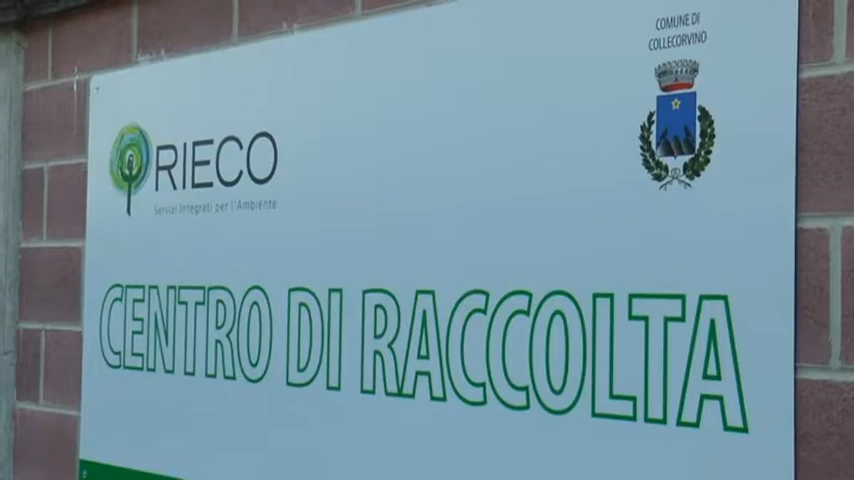 COMUNE DI
COLLECORVINO
RIECO
Servizi Integrati per l'Ambiente
CENTRO DI RACCOLTA